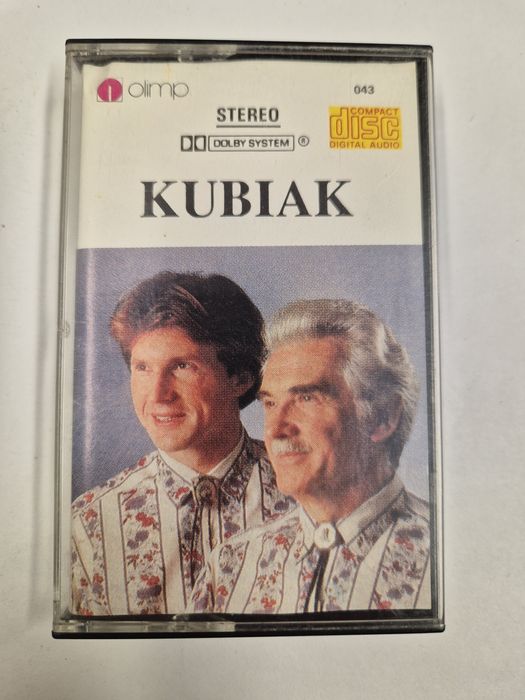 olimp
043
STEREO
DOLBY SYSTEM ®
COMPACT
disc
DIGITAL AUDIO
KUBIAK